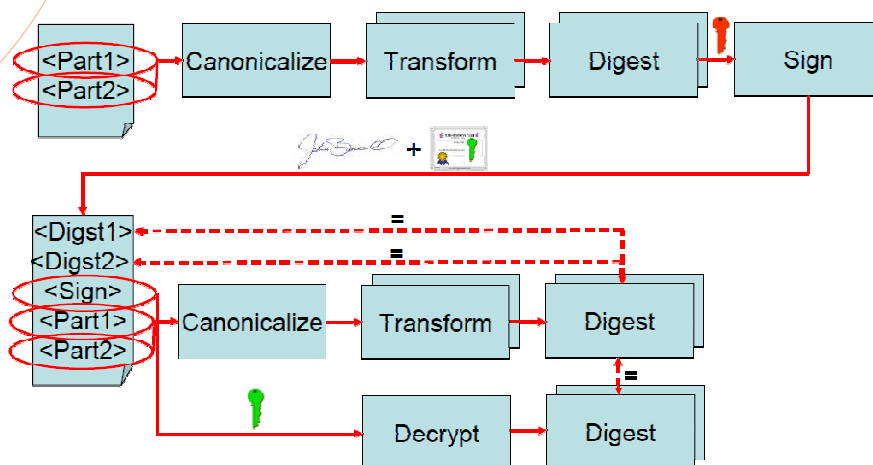 <Part1>
<Part2>
Canonicalize
Transform
Digest
Sign
+
=
=
<Digst1>
<Digst2>
<Sign>
<Part1>
<Part2>
Canonicalize
Transform
Digest
=
Decrypt
Digest